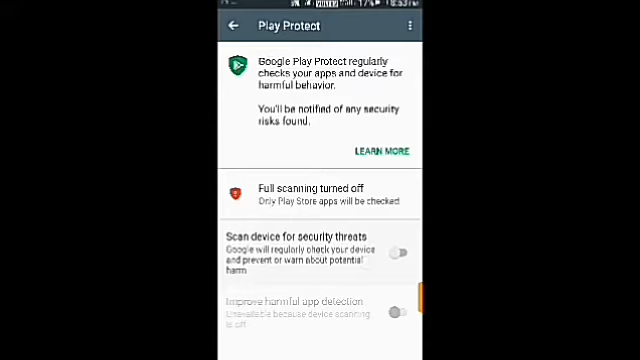 17%
8:53PM
Play Protect
Google Play Protect regularly
checks your apps and device for
harmful behavior.
You'll be notified of any security
risks found.
LEARN MORE
Full scanning turned off
Only Play Store apps will be checked
Scan device for security threats
Google will regularly check your device
and prevent or warn about potential
harm
Improve harmful app detection
Unavailable because device scanning
is off